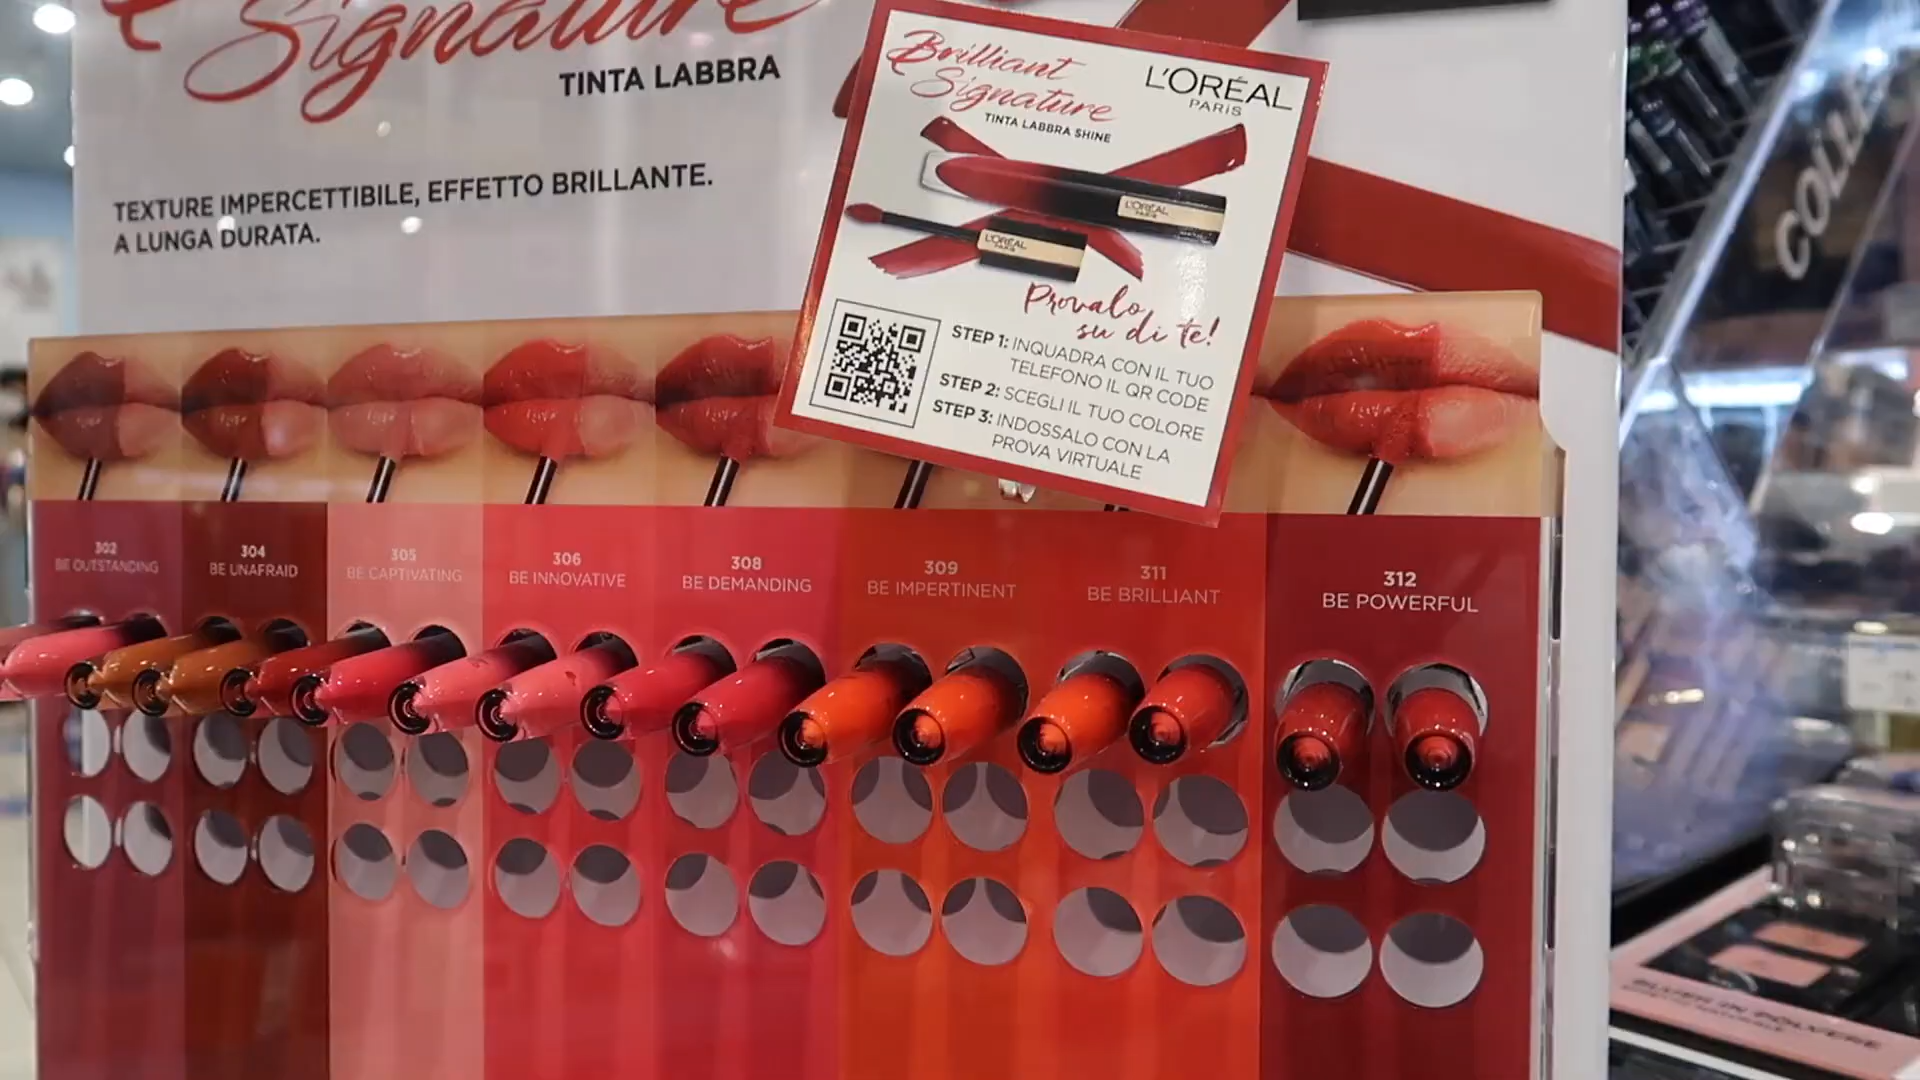 Signature
TINTA LABBRA
TEXTURE IMPERCETTIBILE, EFFETTO BRILLANTE.
A LUNGA DURATA.
Brilliant
Signature
TINTA LABBRA SHINE
L'ORÉAL
PARIS
L'ORÉAL
PARIS
L'ORÉAL
PARIS
Provalo
su di te!
STEP 1: INQUADRA CON IL TUO
TELEFONO IL QR CODE
STEP 2: SCEGLI IL TUO COLORE
STEP 3: INDOSSALO CON LA
PROVA VIRTUALE
302
BE OUTSTANDING
304
BE UNAFRAID
305
BE CAPTIVATING
306
BE INNOVATIVE
308
BE DEMANDING
309
BE IMPERTINENT
311
BE BRILLIANT
312
BE POWERFUL